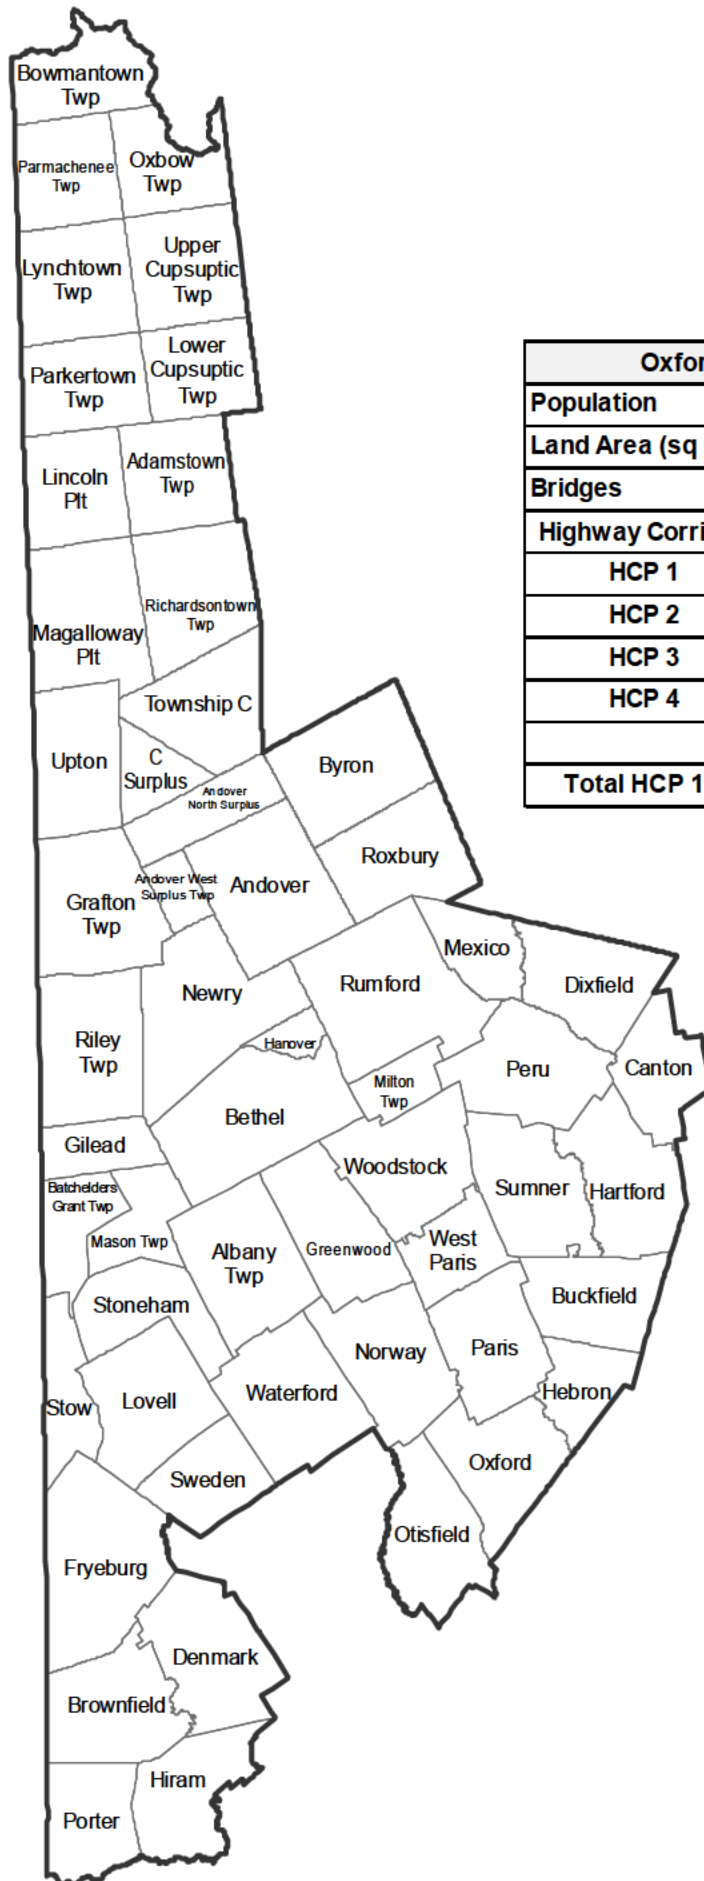 Bowmantown
Twp
Parmachenee
Twp
Oxbow
Twp
Lynchtown
Twp
Upper
Cupsuptic
Twp
Parkertown
Twp
Lower
Cupsuptic
Twp
Lincoln
Plt
Adamstown
Twp
Magalloway
Plt
Richardsontown
Twp
Township C
Upton
C
Surplus
Andover
North Surplus
Byron
Roxbury
Grafton
Twp
Andover West
Surplus Twp
Andover
Mexico
Dixfield
Newry
Rumford
Riley
Twp
Hanover
Peru
Canton
Milton
Twp
Bethel
Gilead
Woodstock
Sumner
Hartford
Batchelders
Grant Twp
Mason Twp
Albany
Twp
Greenwood
West
Paris
Buckfield
Stoneham
Norway
Paris
Hebron
Stow
Lovell
Waterford
Sweden
Oxford
Otisfield
Fryeburg
Denmark
Brownfield
Hiram
Porter
Oxfor
Population
Land Area (sq
Bridges
Highway Corri
HCP 1
HCP 2
HCP 3
HCP 4
Total HCP 1